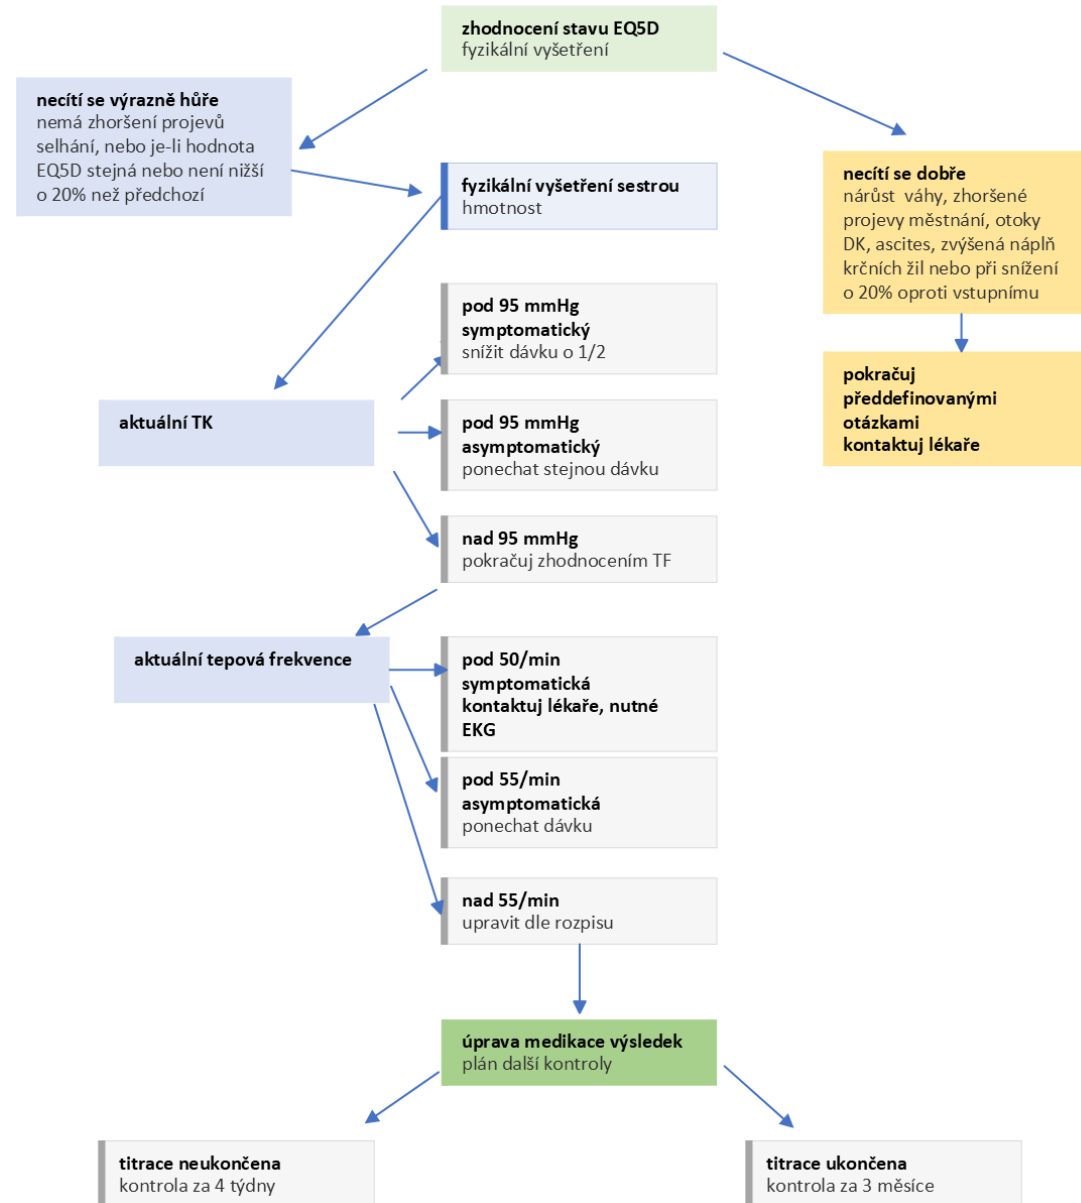 zhodnocení stavu EQ5D
fyzikální vyšetření
necítí se výrazně hůře
nemá zhoršení projevů
selhání, nebo je-li hodnota
EQ5D stejná nebo není nižší
o 20% než předchozí
fyzikální vyšetření sestrou
hmotnost
necítí se dobře
nárůst váhy, zhoršené
projevy městnání, otoky
DK, ascites, zvýšená náplň
krčních žil nebo při snížení
o 20% oproti vstupnímu
pod 95 mmHg
symptomatický
snížit dávku o 1/2
pokračuj
předdefinovanými
otázkami
kontaktuj lékaře
aktuální TK
pod 95 mmHg
asymptomatický
ponechat stejnou dávku
nad 95 mmHg
pokračuj zhodnocením TF
aktuální tepová frekvence
pod 50/min
symptomatická
kontaktuj lékaře, nutné
EKG
pod 55/min
asymptomatická
ponechat dávku
nad 55/min
upravit dle rozpisu
úprava medikace výsledek
plán další kontroly
titrace neukončena
kontrola za 4 týdny
titrace ukončena
kontrola za 3 měsíce